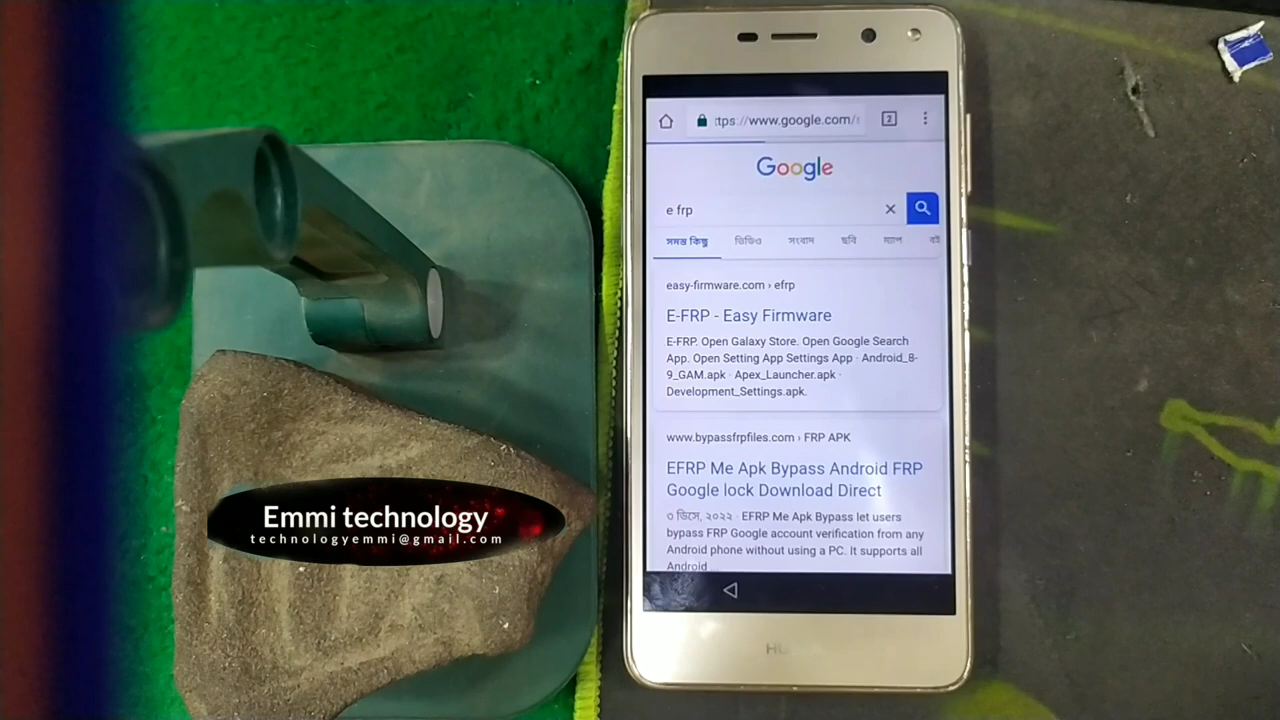 ttps://www.google.com/s
2
Google
e frp
সমস্ত কিছু ভিডিও সংবাদ ছবি ম্যাপ
easy-firmware.com › efrp
E-FRP - Easy Firmware
E-FRP. Open Galaxy Store. Open Google Search
App. Open Setting App Settings App · Android_8-
9_GAM.apk · Apex_Launcher.apk ·
Development_Settings.apk.
www.bypassfrpfiles.com › FRP APK
EFRP Me Apk Bypass Android FRP
Google lock Download Direct
৩ ডিসে, ২০২২ · EFRP Me Apk Bypass let users
bypass FRP Google account verification from any
Android phone without using a PC. It supports all
Android ...
Emmi technology
technologyemmi@gmail.com